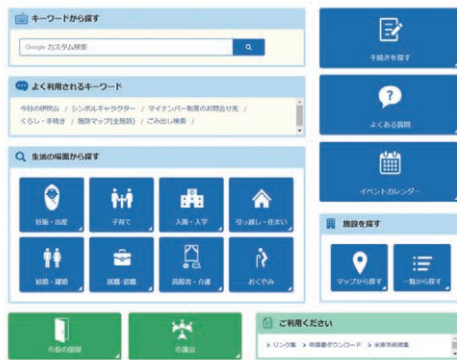 キーワードから探す
Google カスタム検索
よく利用されるキーワード
今日の伊吹山 / シンボルキャラクター / マイナンバー制度のお問合せ先 /
くらし・手続き / 施設マップ(主施設) / ごみ出し検索 /
生活の場面から探す
妊娠・出産
子育て
入園・入学
引っ越し・住まい
結婚・離婚
就職・退職
高齢者・介護
おくやみ
手続きを探す
よくある質問
イベントカレンダー
施設を探す
マップから探す
一覧から探す
市長の部屋
市議会
ご利用ください
リンク集
申請書ダウンロード
米原市例規集